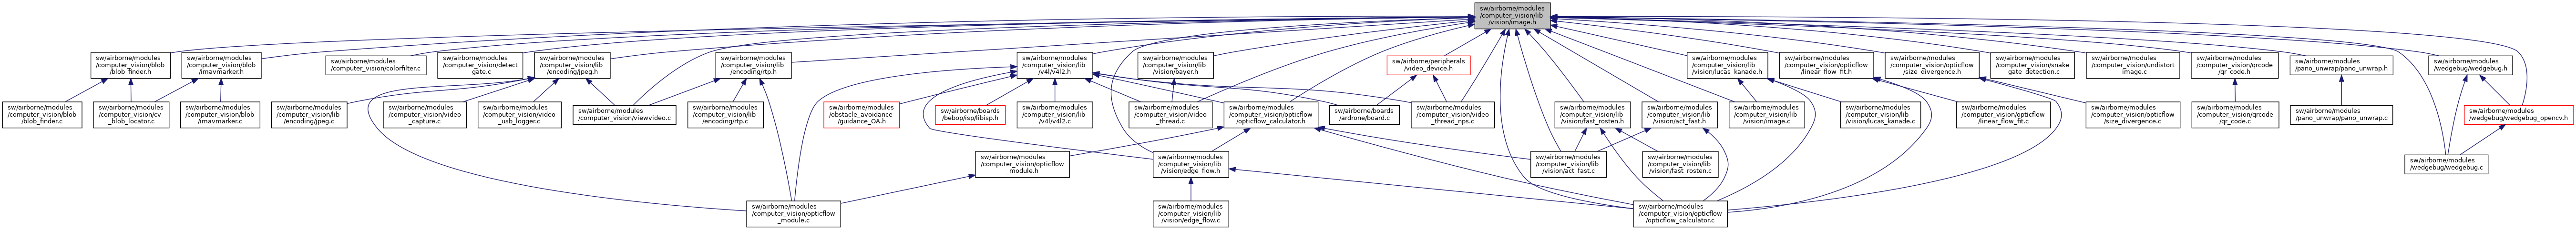 sw/airborne/modules
/computer_vision/lib
/vision/image.h
sw/airborne/modules
/computer_vision/blob
/blob_finder.h
sw/airborne/modules
/computer_vision/blob
/imavmarker.h
sw/airborne/modules
/computer_vision/colorfilter.c
sw/airborne/modules
/computer_vision/detect
_gate.c
sw/airborne/modules
/computer_vision/lib
/encoding/jpeg.h
sw/airborne/modules
/computer_vision/lib
/encoding/rtp.h
sw/airborne/modules
/computer_vision/lib
/v4l/v4l2.h
sw/airborne/modules
/computer_vision/lib
/vision/bayer.h
sw/airborne/peripherals
/video_device.h
sw/airborne/modules
/computer_vision/lib
/vision/lucas_kanade.h
sw/airborne/modules
/computer_vision/opticflow
/linear_flow_fit.h
sw/airborne/modules
/computer_vision/opticflow
/size_divergence.h
sw/airborne/modules
/computer_vision/snake
_gate_detection.c
sw/airborne/modules
/computer_vision/undistort
_image.c
sw/airborne/modules
/computer_vision/qrcode
/qr_code.h
sw/airborne/modules
/pano_unwrap/pano_unwrap.h
sw/airborne/modules
/wedgebug/wedgebug.h
sw/airborne/modules
/computer_vision/blob
/blob_finder.c
sw/airborne/modules
/computer_vision/cv
_blob_locator.c
sw/airborne/modules
/computer_vision/blob
/imavmarker.c
sw/airborne/modules
/computer_vision/lib
/encoding/jpeg.c
sw/airborne/modules
/computer_vision/video
_capture.c
sw/airborne/modules
/computer_vision/video
_usb_logger.c
sw/airborne/modules
/computer_vision/viewvideo.c
sw/airborne/modules
/computer_vision/lib
/encoding/rtp.c
sw/airborne/modules
/obstacle_avoidance
/guidance_OA.h
sw/airborne/boards
/bebop/isp/libisp.h
sw/airborne/modules
/computer_vision/lib
/v4l/v4l2.c
sw/airborne/modules
/computer_vision/video
_thread.c
sw/airborne/modules
/computer_vision/opticflow
/opticflow_calculator.h
sw/airborne/boards
/ardrone/board.c
sw/airborne/modules
/computer_vision/video
_thread_nps.c
sw/airborne/modules
/computer_vision/lib
/vision/fast_rosten.h
sw/airborne/modules
/computer_vision/lib
/vision/act_fast.h
sw/airborne/modules
/computer_vision/lib
/vision/image.c
sw/airborne/modules
/computer_vision/lib
/vision/lucas_kanade.c
sw/airborne/modules
/computer_vision/opticflow
/linear_flow_fit.c
sw/airborne/modules
/computer_vision/opticflow
/size_divergence.c
sw/airborne/modules
/computer_vision/qrcode
/qr_code.c
sw/airborne/modules
/pano_unwrap/pano_unwrap.c
sw/airborne/modules
/wedgebug/wedgebug_opencv.h
sw/airborne/modules
/computer_vision/opticflow
_module.h
sw/airborne/modules
/computer_vision/lib
/vision/edge_flow.h
sw/airborne/modules
/computer_vision/lib
/vision/act_fast.c
sw/airborne/modules
/computer_vision/lib
/vision/fast_rosten.c
sw/airborne/modules
/wedgebug/wedgebug.c
sw/airborne/modules
/computer_vision/opticflow
_module.c
sw/airborne/modules
/computer_vision/lib
/vision/edge_flow.c
sw/airborne/modules
/computer_vision/opticflow
/opticflow_calculator.c